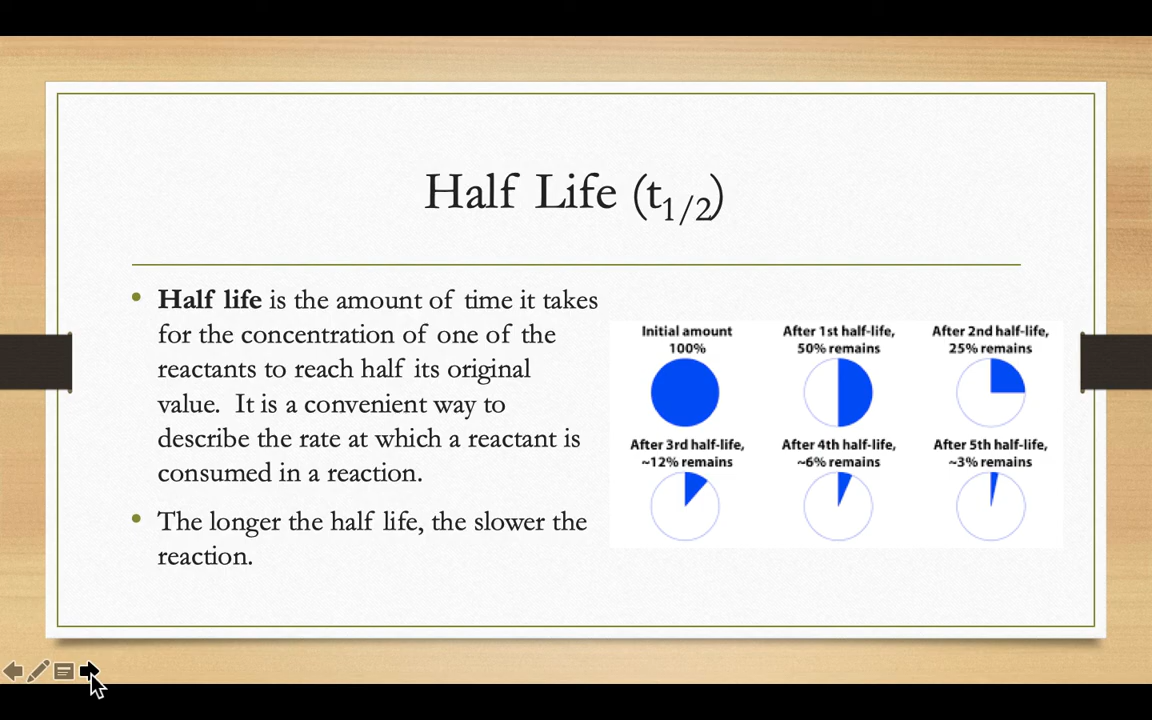 Half Life (t1/2)
• Half life is the amount of time it takes
for the concentration of one of the
reactants to reach half its original
value. It is a convenient way to
describe the rate at which a reactant is
consumed in a reaction.
• The longer the half life, the slower the
reaction.
Initial amount
100%
After 1st half-life,
50% remains
After 2nd half-life,
25% remains
After 3rd half-life,
~12% remains
After 4th half-life,
~6% remains
After 5th half-life,
~3% remains